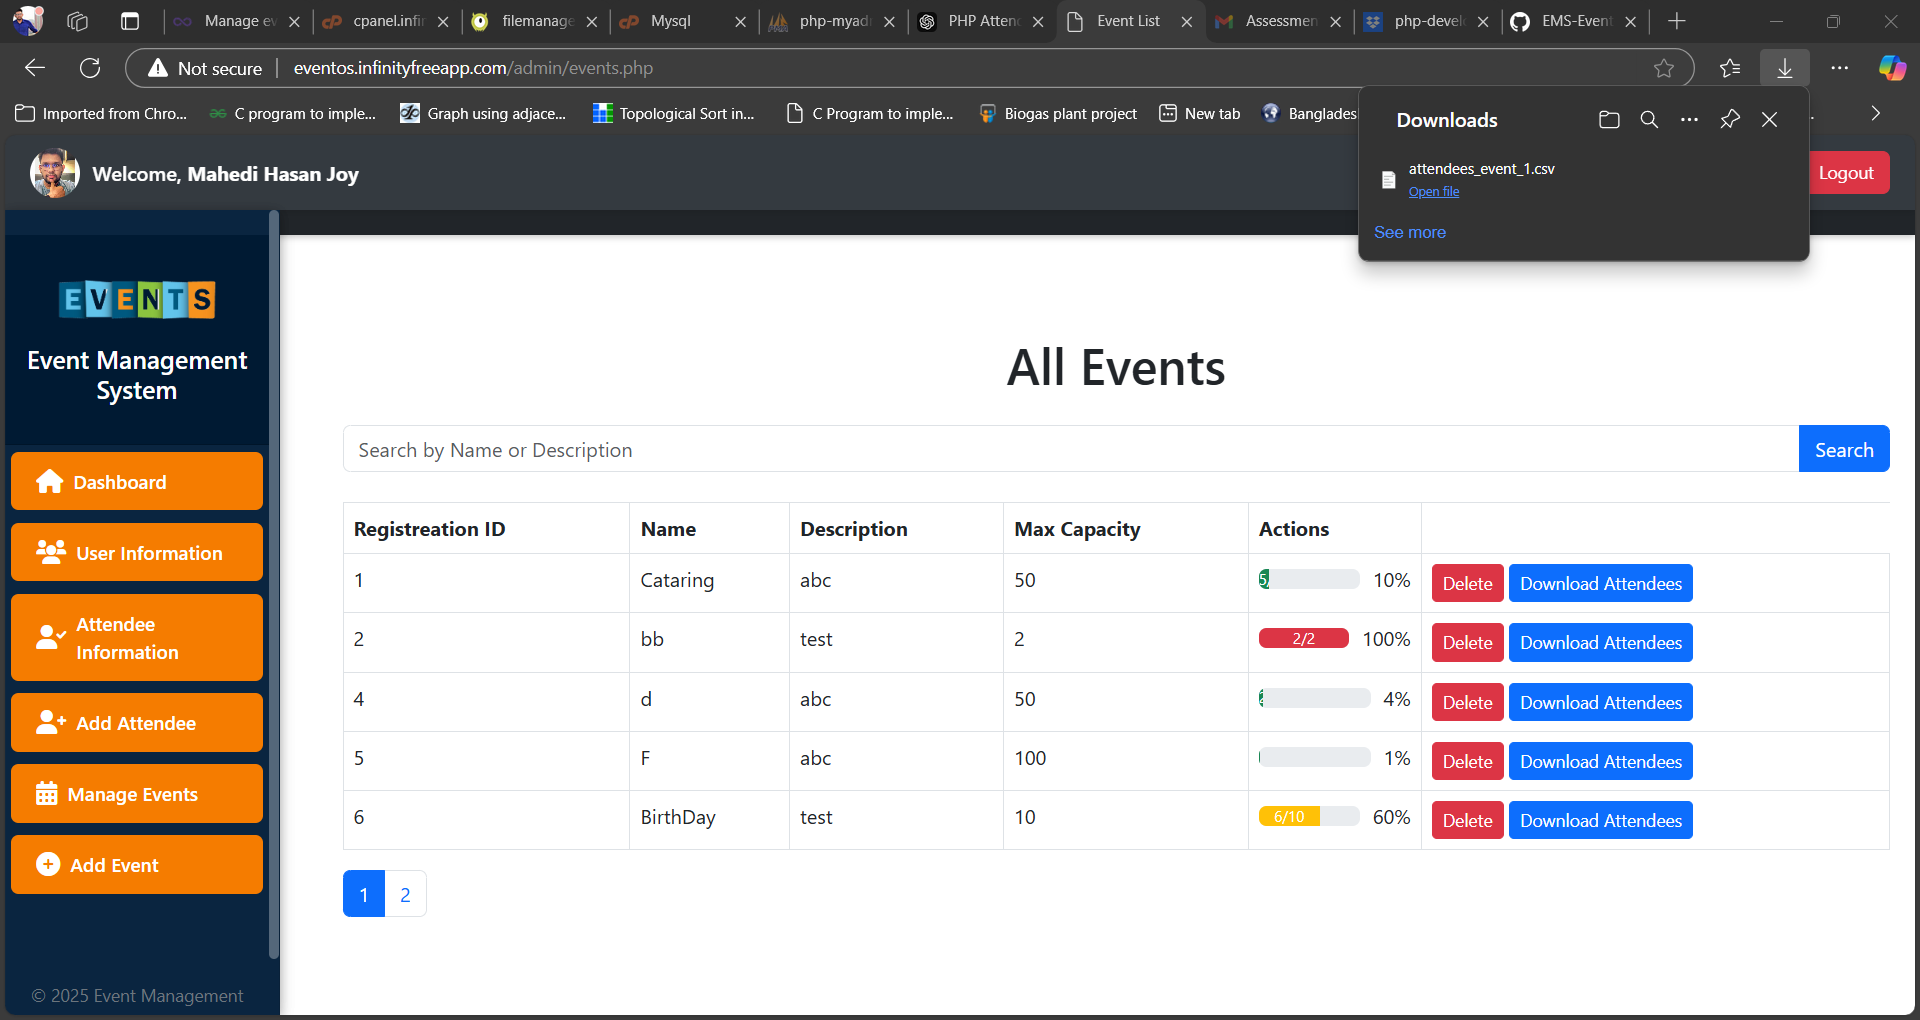 Manage ev
cpanel.infin
filemanage
Mysql
php-myadr
PHP Attend
Event List
Assessmen
php-devel
EMS-Event
Not secure
eventos.infinityfreeapp.com/admin/events.php
Imported from Chro...
C program to imple...
Graph using adjace...
Topological Sort in...
C Program to imple...
Biogas plant project
New tab
Banglades
Downloads
attendees_event_1.csv
Open file
See more
Welcome, Mahedi Hasan Joy
Logout
EVENTS
Event Management
System
Dashboard
User Information
Attendee
Information
Add Attendee
Manage Events
Add Event
© 2025 Event Management
All Events
Search by Name or Description
Search
Registreation ID Name Description Max Capacity Actions
1 Cataring abc 50 5/ 10% Delete Download Attendees
2 bb test 2 2/2 100% Delete Download Attendees
4 d abc 50 4% Delete Download Attendees
5 F abc 100 1% Delete Download Attendees
6 BirthDay test 10 6/10 60% Delete Download Attendees
1 2